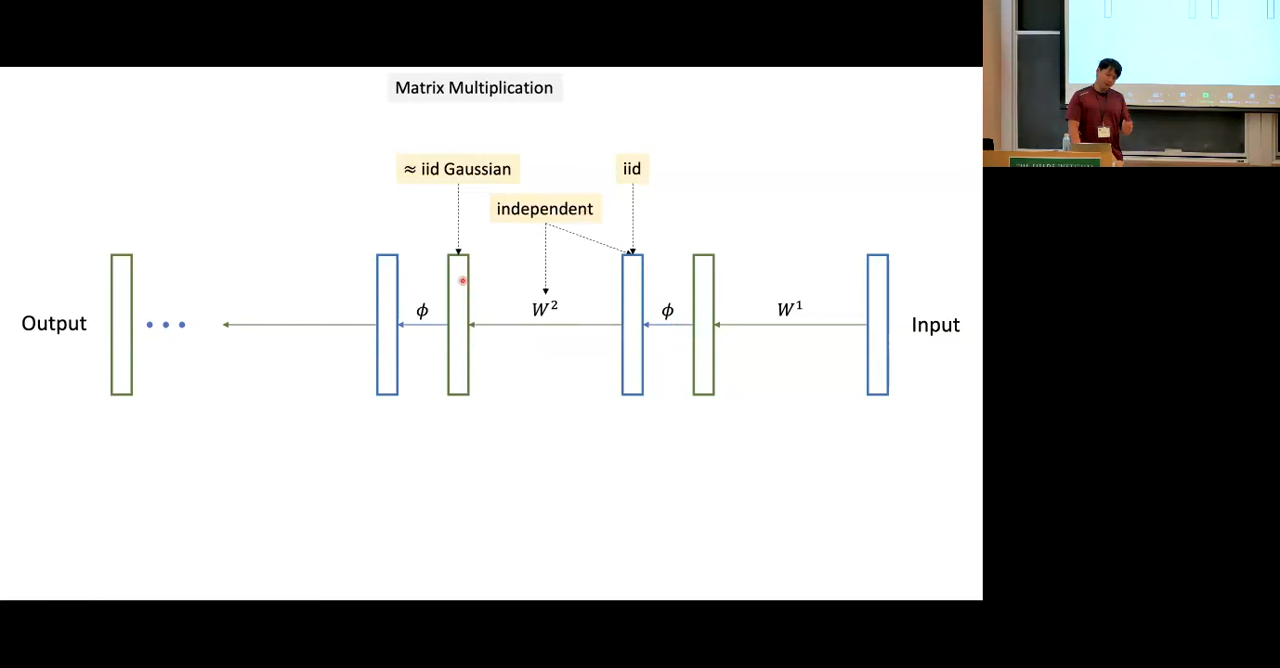 Matrix Multiplication
≈ iid Gaussian
iid
independent
Output
ϕ
W²
ϕ
W¹
Input